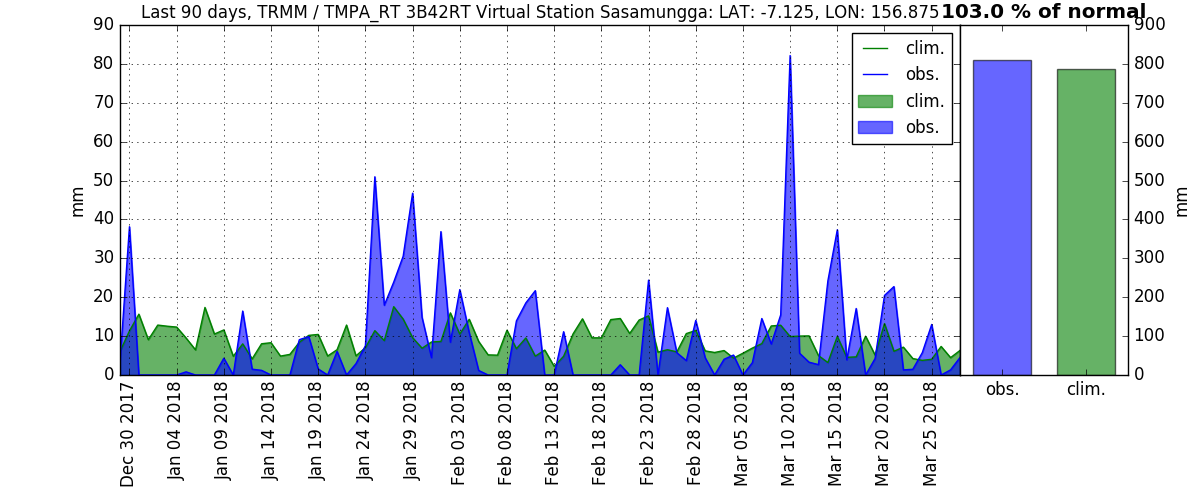 Last 90 days, TRMM / TMPA_RT 3B42RT Virtual Station Sasamungga: LAT: -7.125, LON: 156.875
103.0 % of normal
90
80
70
60
50
40
30
20
10
0
mm
clim.
obs.
clim.
obs.
Dec 30 2017
Jan 04 2018
Jan 09 2018
Jan 14 2018
Jan 19 2018
Jan 24 2018
Jan 29 2018
Feb 03 2018
Feb 08 2018
Feb 13 2018
Feb 18 2018
Feb 23 2018
Feb 28 2018
Mar 05 2018
Mar 10 2018
Mar 15 2018
Mar 20 2018
Mar 25 2018
900
800
700
600
500
400
300
200
100
0
mm
obs.
clim.